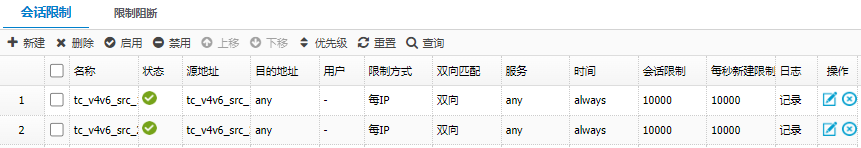 会话限制 限制阻断
新建 删除 启用 禁用 上移 下移 优先级 重置 查询
名称 状态 源地址 目的地址 用户 限制方式 双向匹配 服务 时间 会话限制 每秒新建限制 日志 操作
1 tc_v4v6_src_ tc_v4v6_src_ any - 每IP 双向 any always 10000 10000 记录
2 tc_v4v6_src_ tc_v4v6_src_ any - 每IP 双向 any always 10000 10000 记录